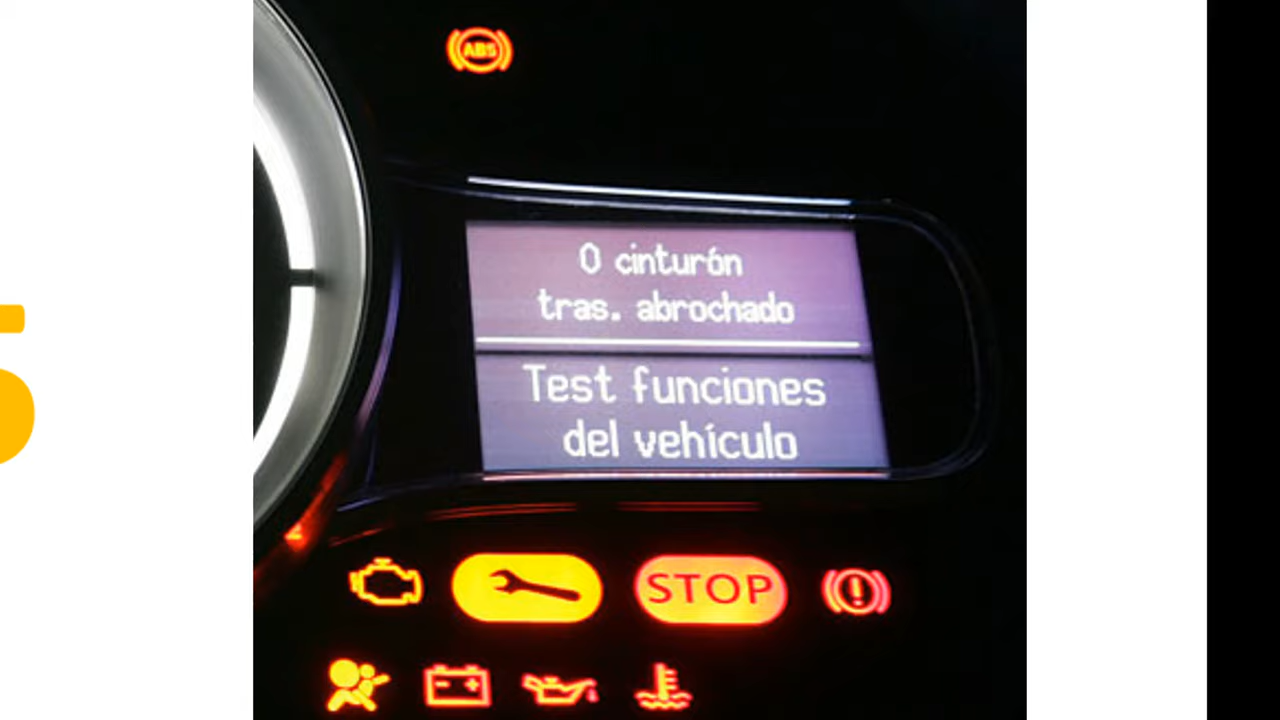 ABS
0 cinturón
tras. abrochado
Test funciones
del vehículo
STOP